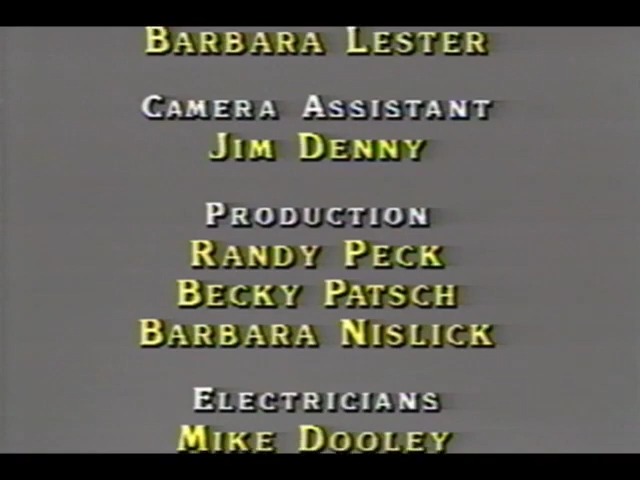 BARBARA LESTER
CAMERA ASSISTANT
JIM DENNY
PRODUCTION
RANDY PECK
BECKY PATSCH
BARBARA NISLICK
ELECTRICIANS
MIKE DOOLEY